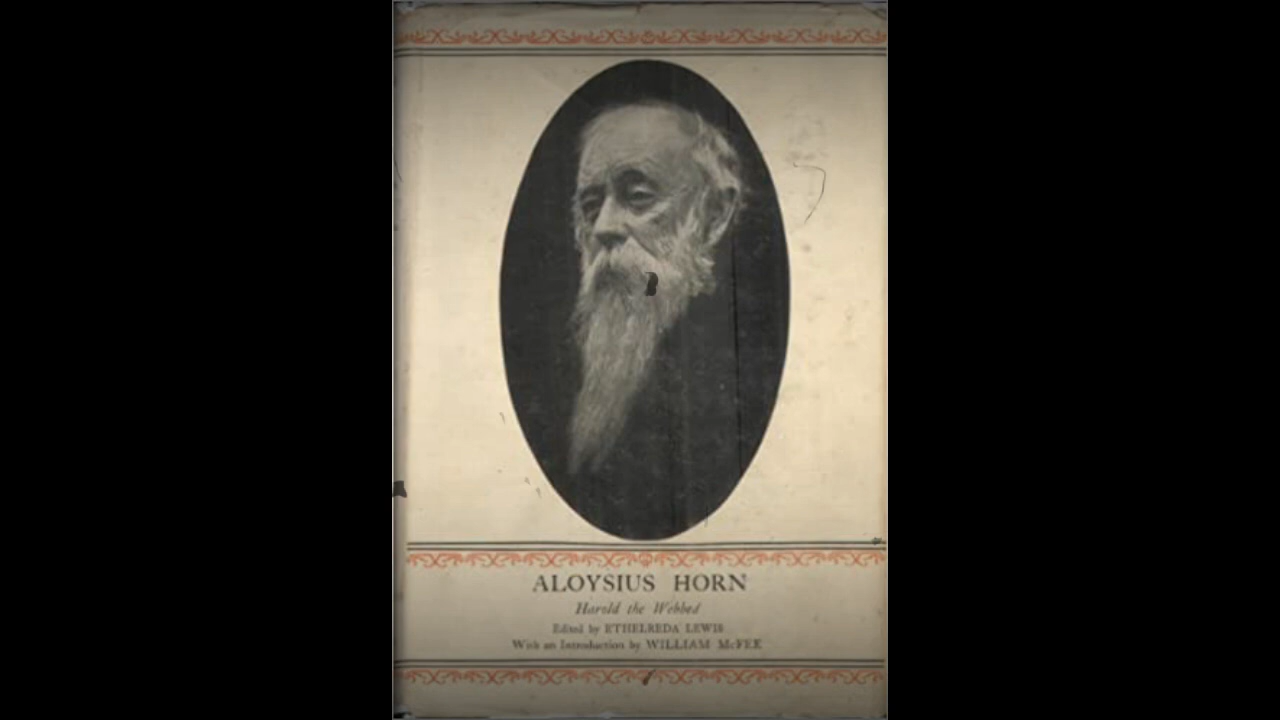 ALOYSIUS HORN
Harold the Webbed
Edited by ETHELREDA LEWIS
With an Introduction by WILLIAM McFEE